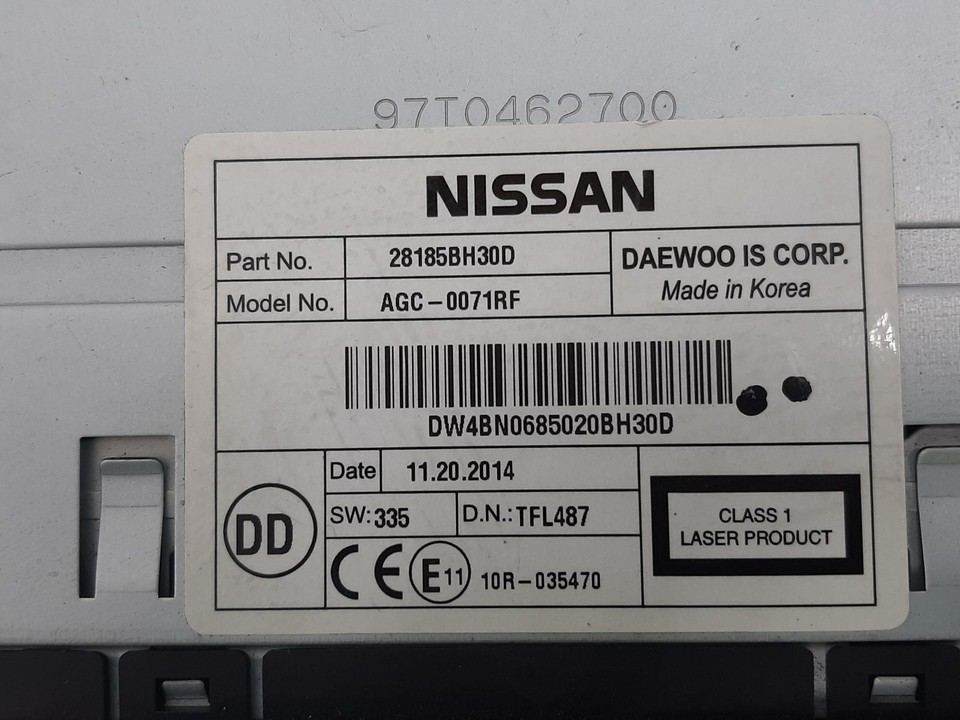 97T0462700
NISSAN
Part No. 28185BH30D
Model No. AGC-0071RF
DAEWOO IS CORP.
Made in Korea
DW4BN0685020BH30D
DD
Date 11.20.2014
SW: 335 D.N.: TFL487
CE E11 10R-035470
CLASS 1
LASER PRODUCT